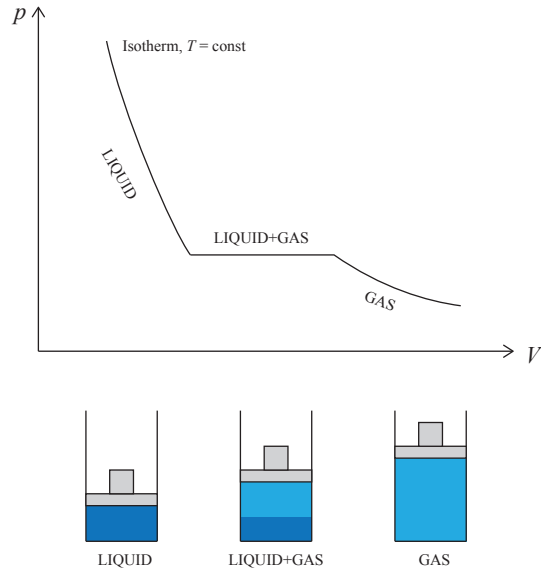 p
Isotherm, T = const
LIQUID
LIQUID+GAS
GAS
V
LIQUID
LIQUID+GAS
GAS